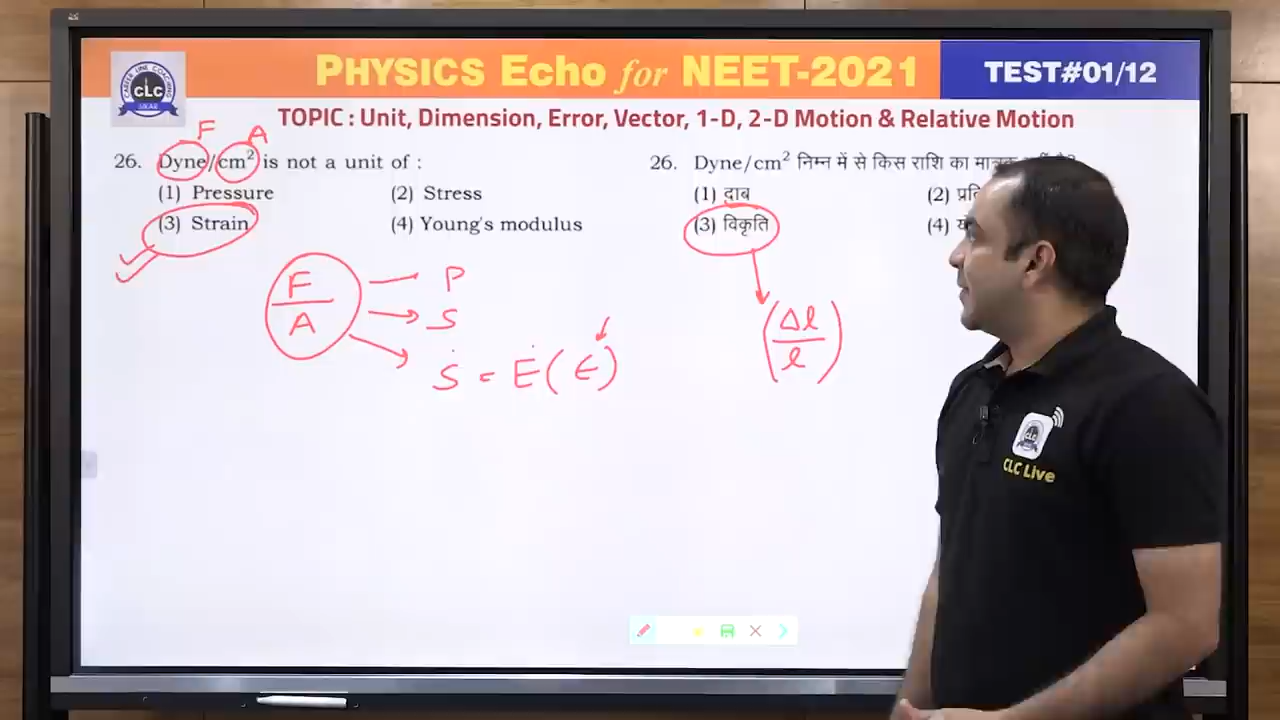 PHYSICS Echo for NEET-2021
TEST#01/12
CLC
TOPIC : Unit, Dimension, Error, Vector, 1-D, 2-D Motion & Relative Motion
F A
26. Dyne/cm² is not a unit of :
(1) Pressure (2) Stress
(3) Strain (4) Young's modulus
26. Dyne/cm² निम्न में से किस राशि का
(1) दाब (2)
(3) विकृति (4)
F/A
P
S
S = E(ϵ)
(Δl/l)
CLC
CLC Live